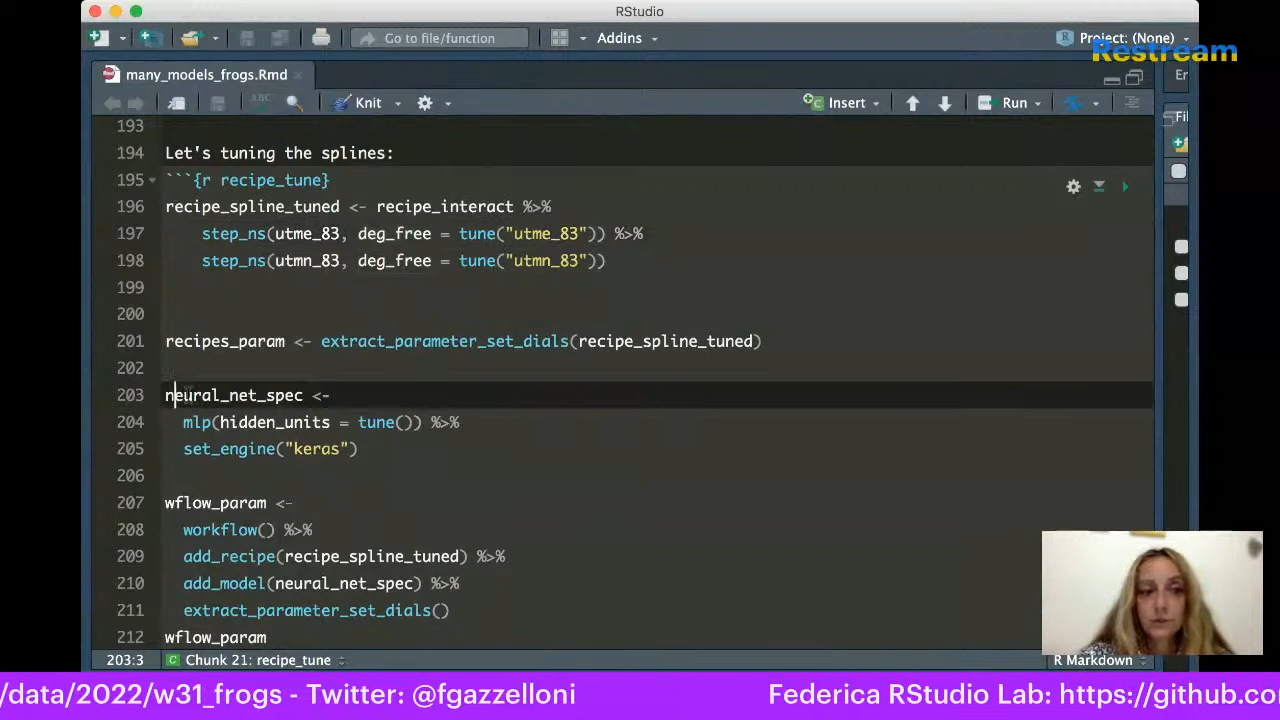 RStudio
Go to file/function
Addins
Project: (None)
Restream
many_models_frogs.Rmd
En
ABC
Knit
Insert
Run
Fil
193
194 Let's tuning the splines:
195 ```{r recipe_tune}
196 recipe_spline_tuned <- recipe_interact %>%
197 step_ns(utme_83, deg_free = tune("utme_83")) %>%
198 step_ns(utmn_83, deg_free = tune("utmn_83"))
199
200
201 recipes_param <- extract_parameter_set_dials(recipe_spline_tuned)
202
203 neural_net_spec <-
204 mlp(hidden_units = tune()) %>%
205 set_engine("keras")
206
207 wflow_param <-
208 workflow() %>%
209 add_recipe(recipe_spline_tuned) %>%
210 add_model(neural_net_spec) %>%
211 extract_parameter_set_dials()
212 wflow_param
203:3
Chunk 21: recipe_tune
R Markdown
/data/2022/w31_frogs - Twitter: @fgazzelloni
Federica RStudio Lab: https://github.co